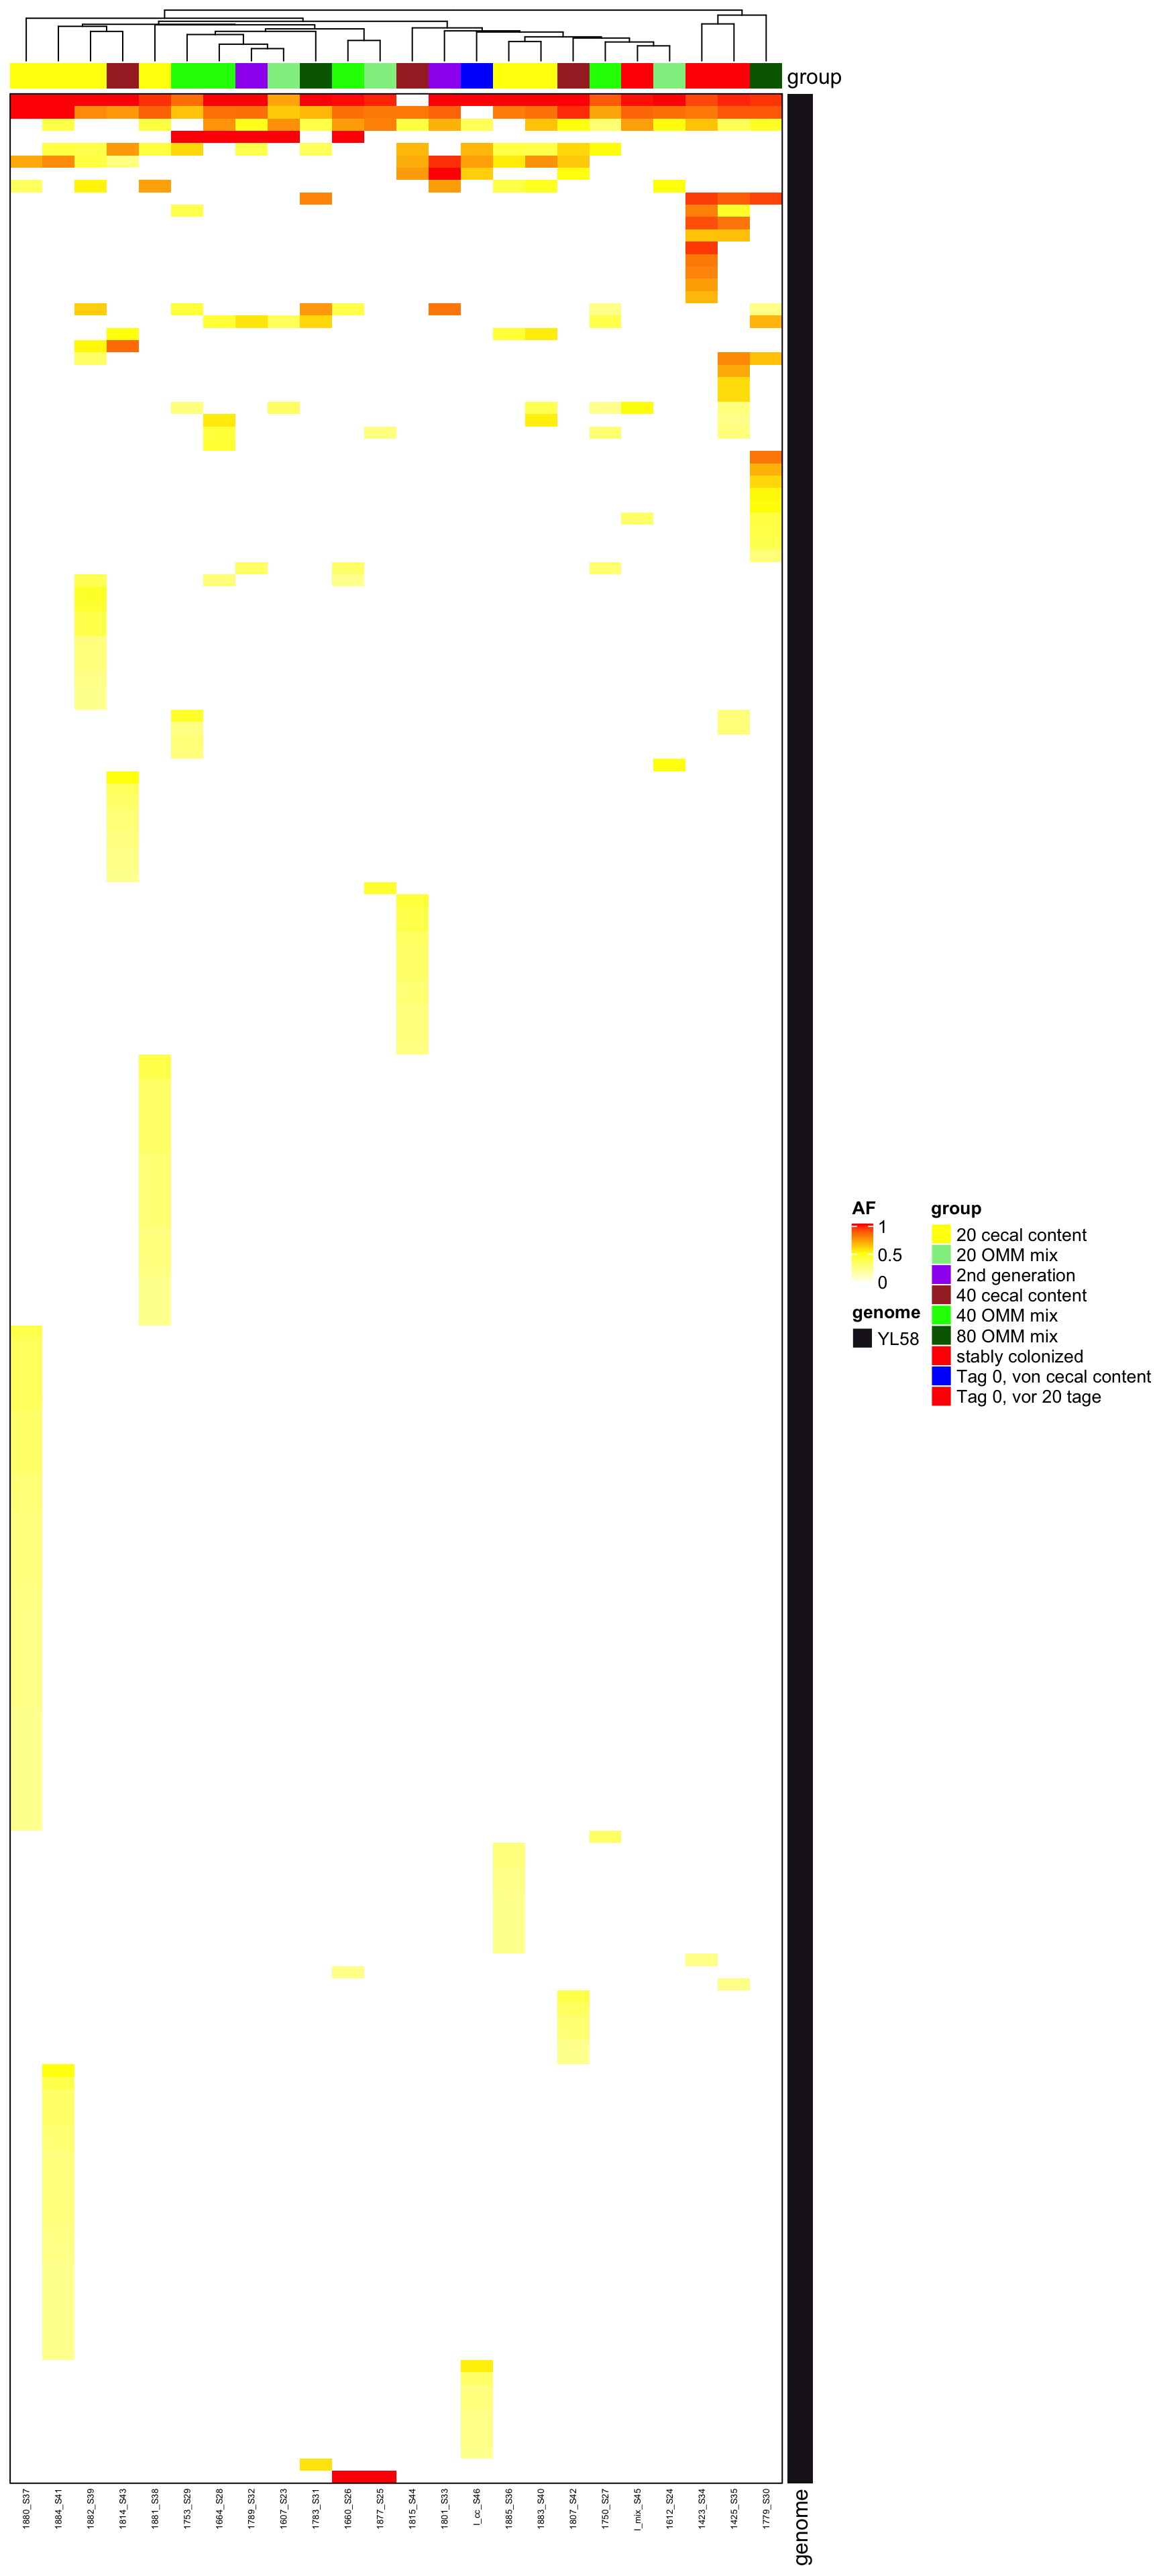 group
AF
1
0.5
0
genome
YL58
group
20 cecal content
20 OMM mix
2nd generation
40 cecal content
40 OMM mix
80 OMM mix
stably colonized
Tag 0, von cecal content
Tag 0, vor 20 tage
1880_S37
1884_S41
1882_S39
1814_S43
1881_S38
1753_S29
1664_S28
1789_S32
1607_S23
1783_S31
1660_S26
1877_S25
1815_S44
1801_S33
I_cc_S46
1885_S36
1883_S40
1807_S42
1750_S27
I_mix_S45
1612_S24
1423_S34
1425_S35
1779_S30
genome